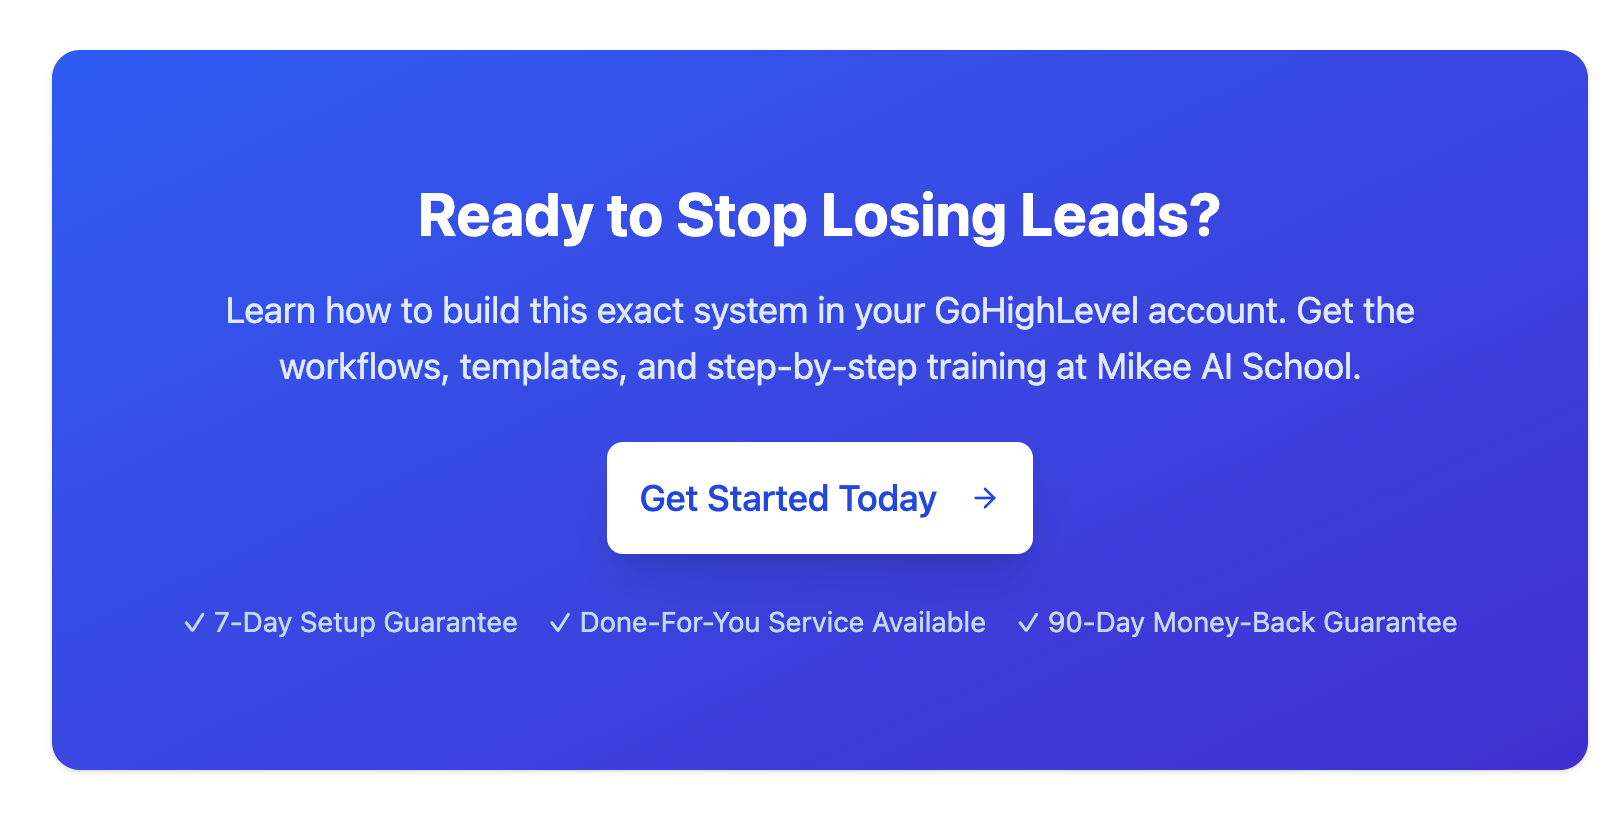 Ready to Stop Losing Leads?
Learn how to build this exact system in your GoHighLevel account. Get the
workflows, templates, and step-by-step training at Mikee AI School.
Get Started Today →
✓ 7-Day Setup Guarantee ✓ Done-For-You Service Available ✓ 90-Day Money-Back Guarantee